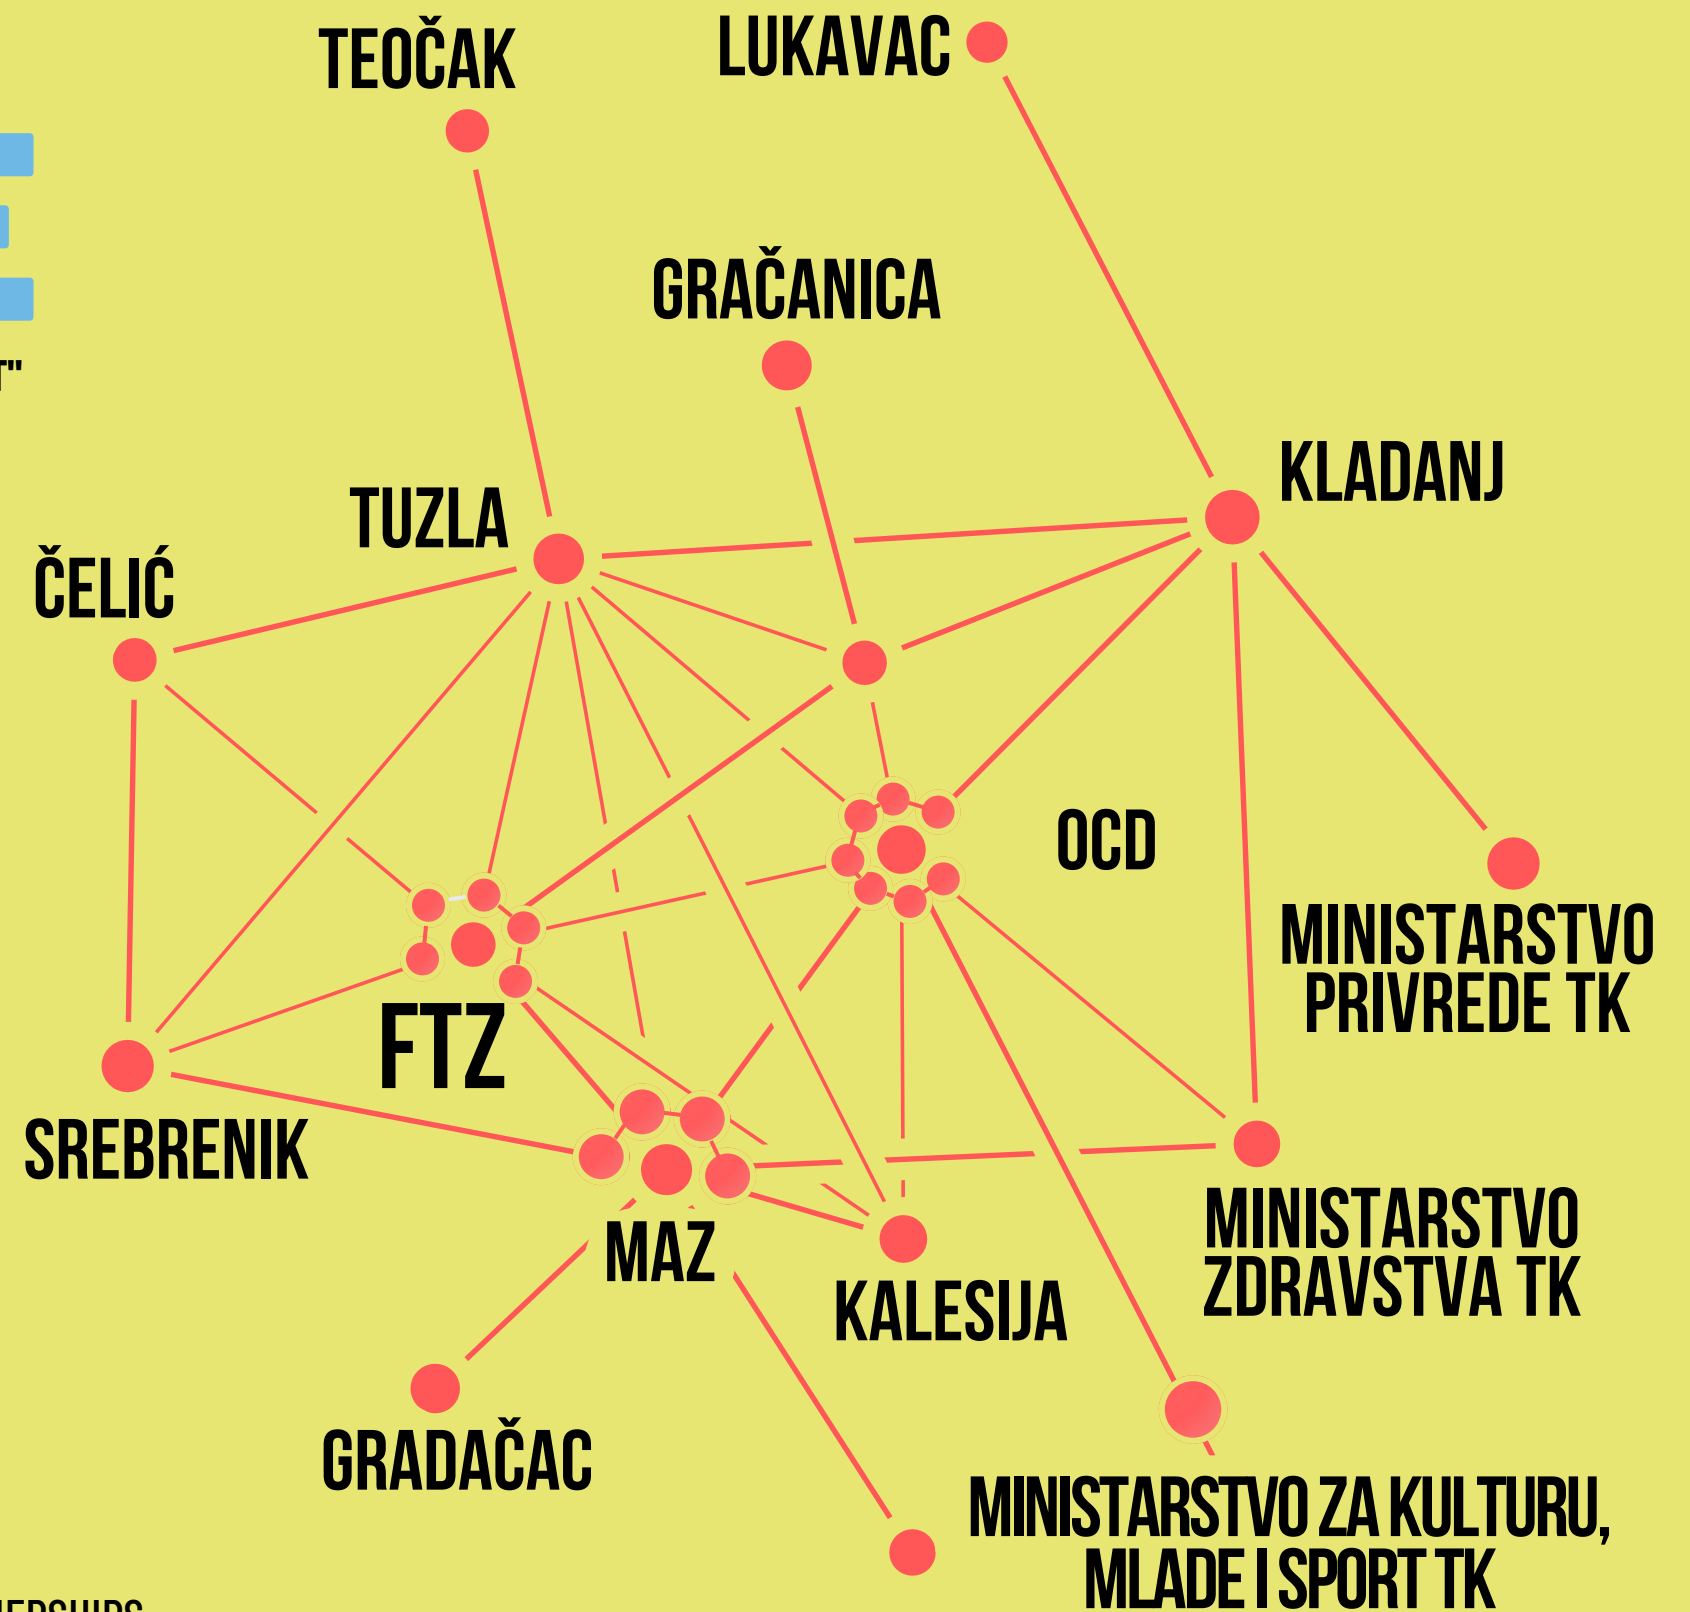 TEOČAK
LUKAVAC
T"
GRAČANICA
KLADANJ
TUZLA
ČELIĆ
OCD
MINISTARSTVO
PRIVREDE TK
FTZ
SREBRENIK
MINISTARSTVO
ZDRAVSTVA TK
MAZ
KALESIJA
GRADAČAC
MINISTARSTVO ZA KULTURU,
MLADE I SPORT TK